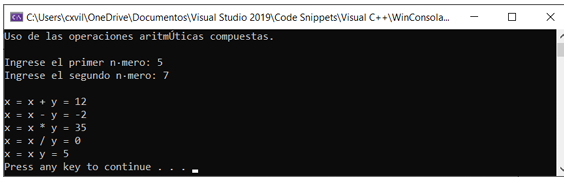 C:\Users\cxvil\OneDrive\Documentos\Visual Studio 2019\Code Snippets\Visual C++\WinConsola...
Uso de las operaciones aritmÚticas compuestas.
Ingrese el primer n·mero: 5
Ingrese el segundo n·mero: 7
x = x + y = 12
x = x - y = -2
x = x * y = 35
x = x / y = 0
x = x y = 5
Press any key to continue . . .